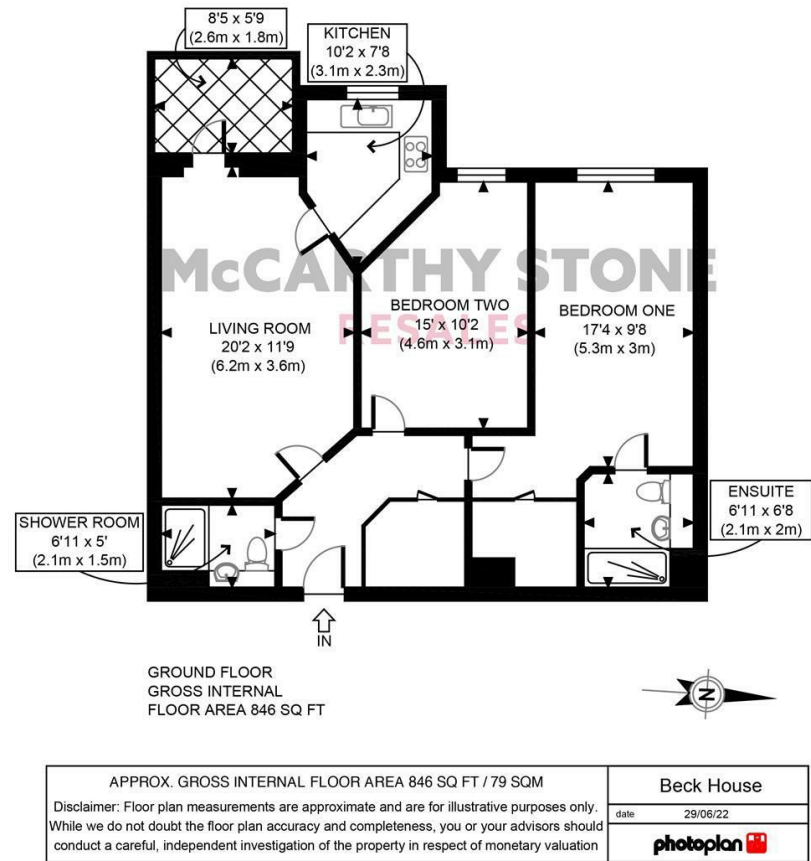 8'5 x 5'9
(2.6m x 1.8m)
KITCHEN
10'2 x 7'8
(3.1m x 2.3m)
McCARTHY STONE
RESALES
LIVING ROOM
20'2 x 11'9
(6.2m x 3.6m)
BEDROOM TWO
15' x 10'2
(4.6m x 3.1m)
BEDROOM ONE
17'4 x 9'8
(5.3m x 3m)
SHOWER ROOM
6'11 x 5'
(2.1m x 1.5m)
ENSUITE
6'11 x 6'8
(2.1m x 2m)
IN
N
GROUND FLOOR
GROSS INTERNAL
FLOOR AREA 846 SQ FT
APPROX. GROSS INTERNAL FLOOR AREA 846 SQ FT / 79 SQM
Disclaimer: Floor plan measurements are approximate and are for illustrative purposes only.
While we do not doubt the floor plan accuracy and completeness, you or your advisors should
conduct a careful, independent investigation of the property in respect of monetary valuation
Beck House
date 29/06/22
photoplan